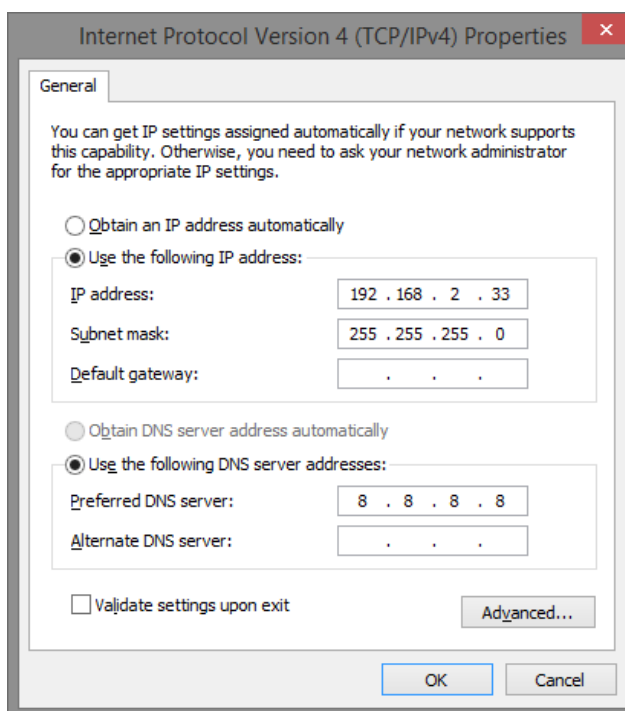 Internet Protocol Version 4 (TCP/IPv4) Properties
General
You can get IP settings assigned automatically if your network supports
this capability. Otherwise, you need to ask your network administrator
for the appropriate IP settings.
Obtain an IP address automatically
Use the following IP address:
IP address: 192 . 168 . 2 . 33
Subnet mask: 255 . 255 . 255 . 0
Default gateway: . . .
Obtain DNS server address automatically
Use the following DNS server addresses:
Preferred DNS server: 8 . 8 . 8 . 8
Alternate DNS server: . . .
Validate settings upon exit
Advanced...
OK Cancel